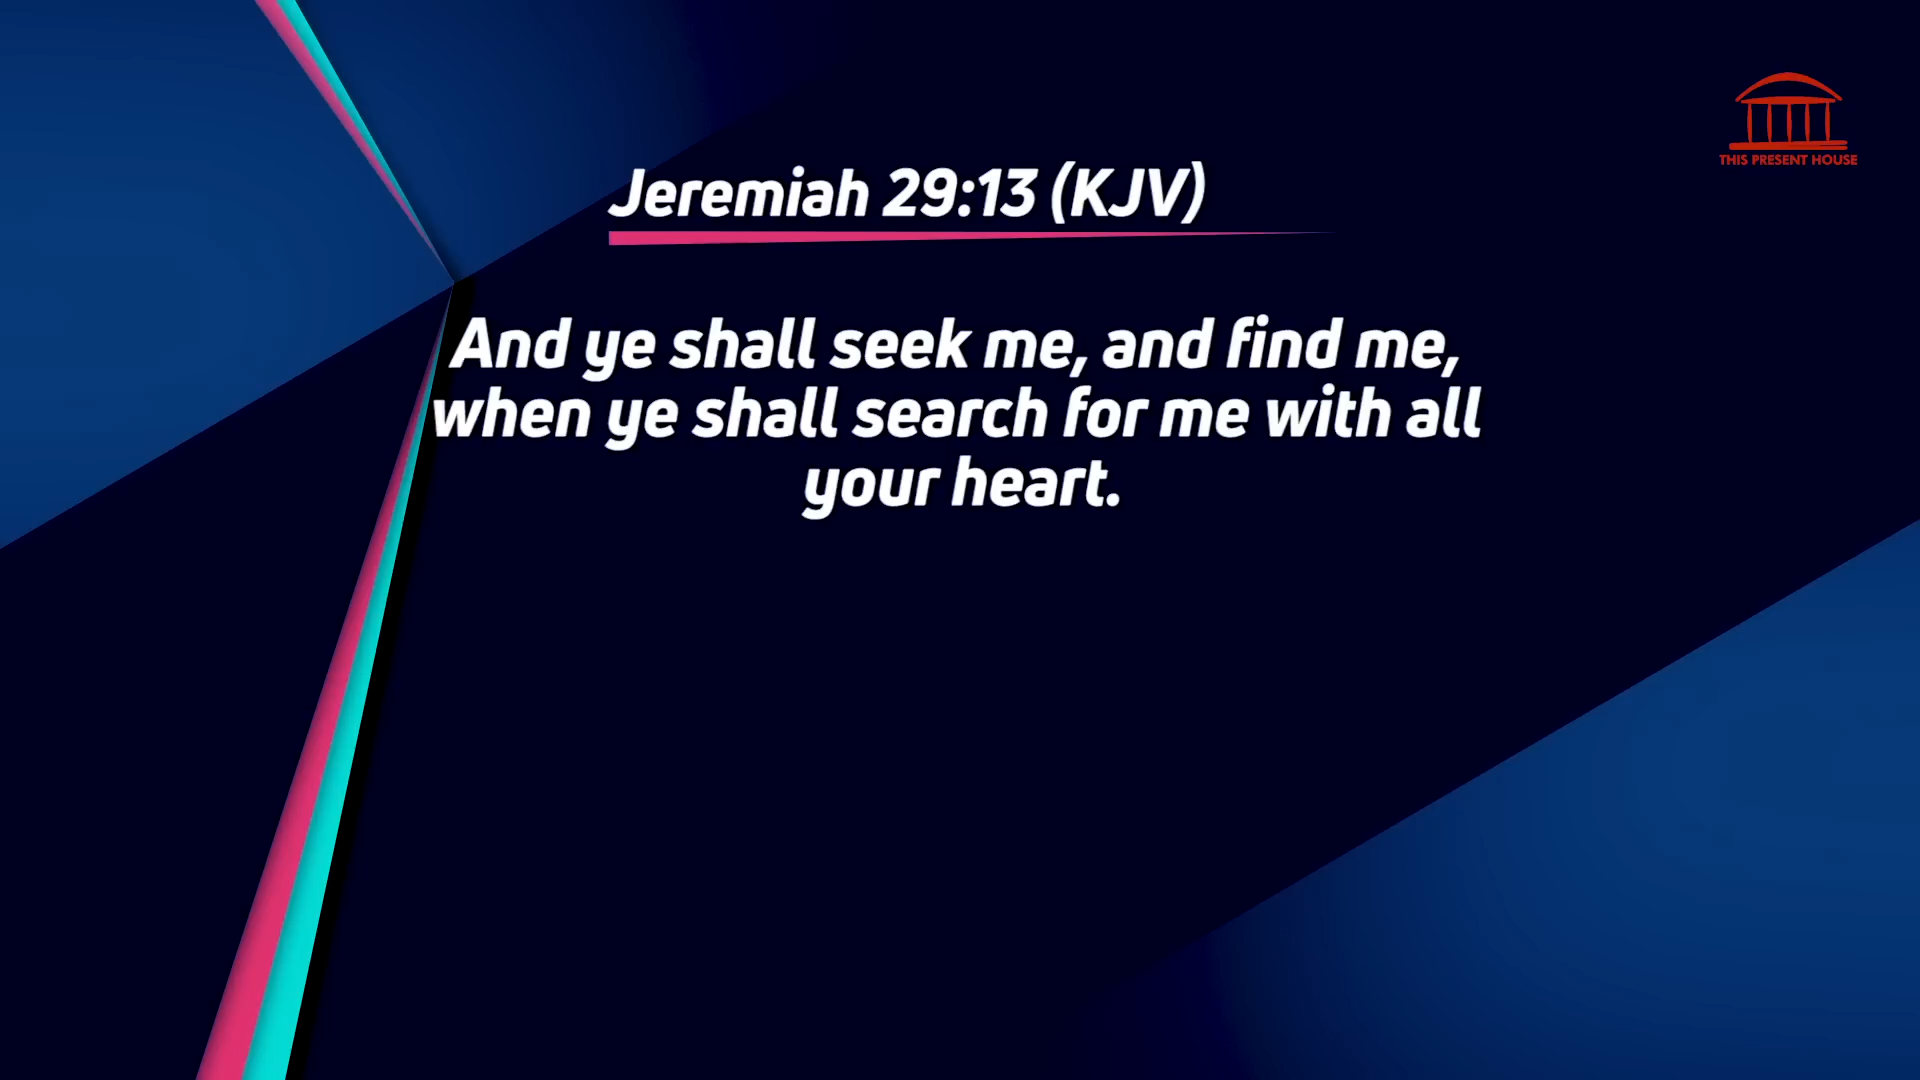 THIS PRESENT HOUSE
Jeremiah 29:13 (KJV)
And ye shall seek me, and find me,
when ye shall search for me with all
your heart.